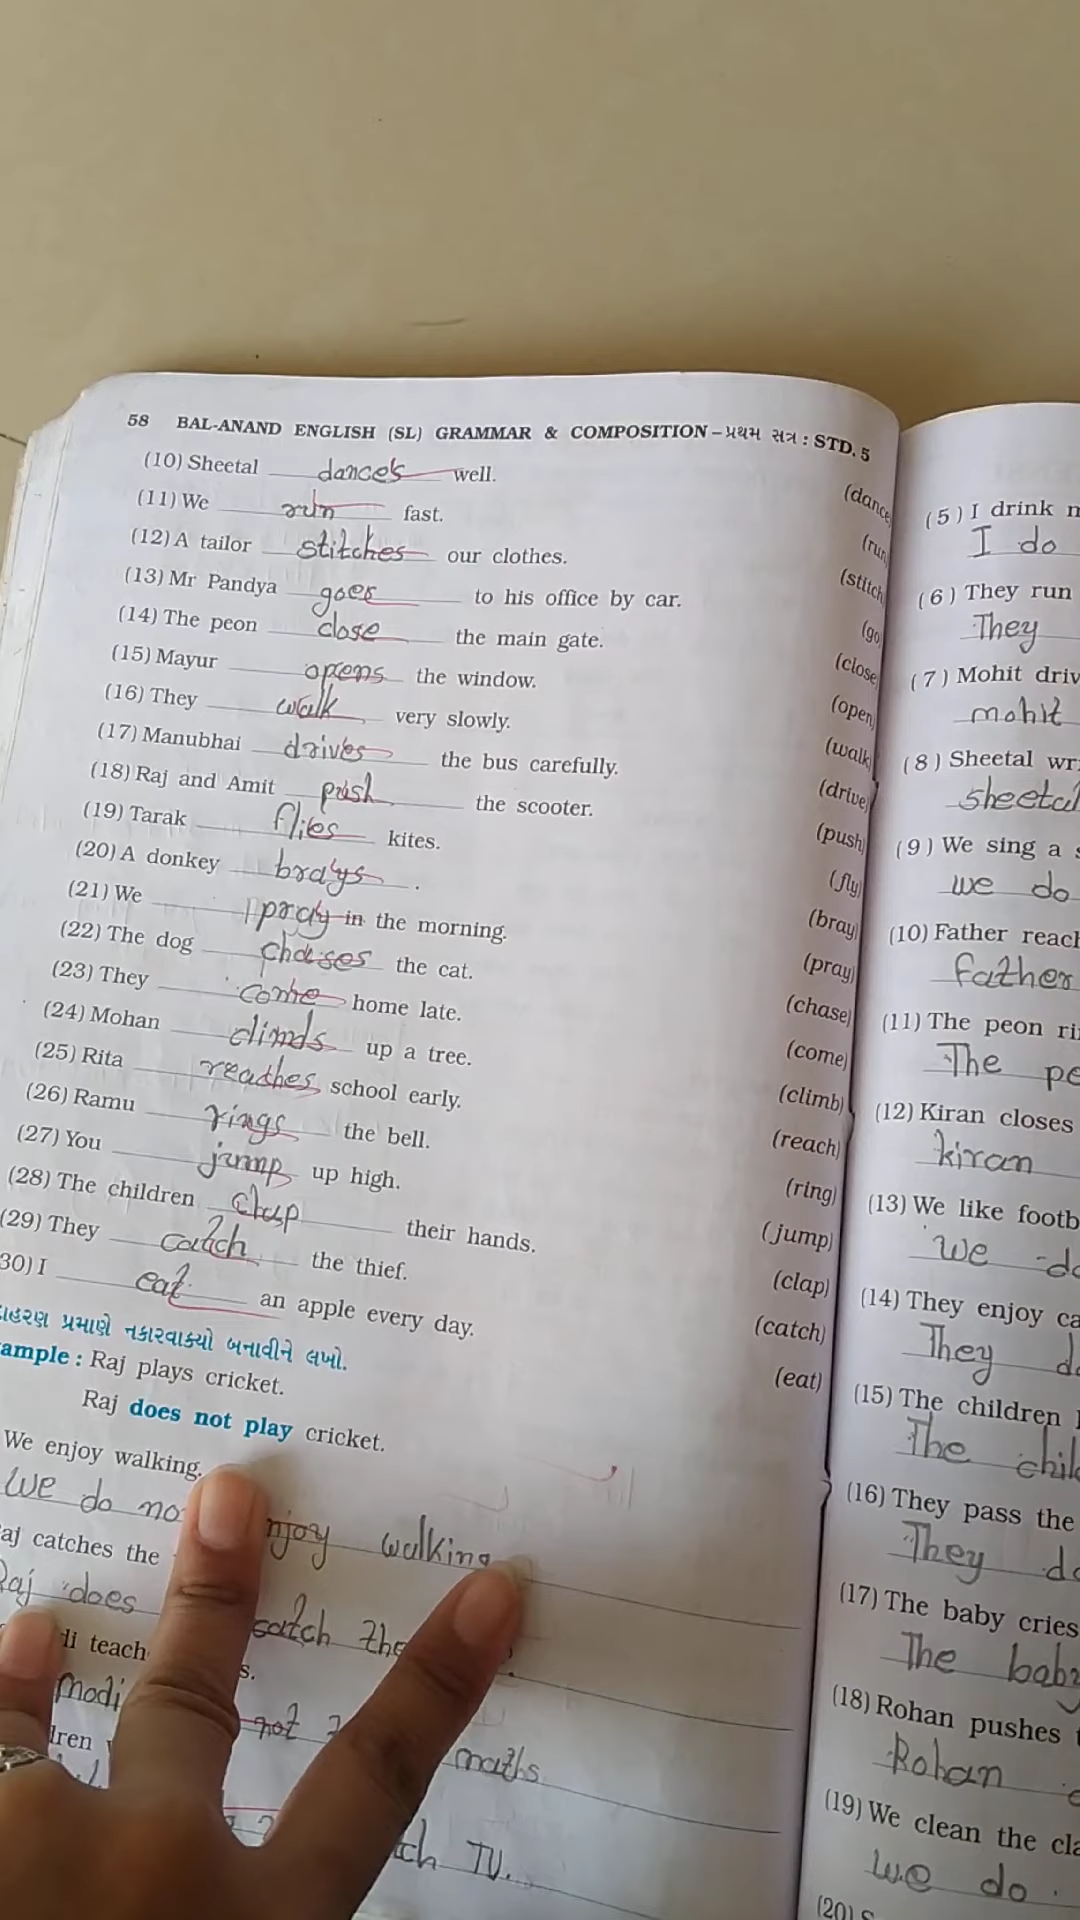 58 BAL-ANAND ENGLISH (SL) GRAMMAR & COMPOSITION – પ્રથમ સત્ર : STD. 5
(10) Sheetal dances well. (dance
(11) We run fast. (run
(12) A tailor stitches our clothes. (stitch
(13) Mr Pandya goes to his office by car. (go
(14) The peon close the main gate. (close
(15) Mayur opens the window. (open
(16) They walk very slowly. (walk
(17) Manubhai drives the bus carefully. (drive)
(18) Raj and Amit push the scooter. (push)
(19) Tarak flies kites. (fly)
(20) A donkey brays. (bray)
(21) We pray in the morning. (pray)
(22) The dog chases the cat. (chase)
(23) They come home late. (come)
(24) Mohan climds up a tree. (climb)
(25) Rita reaches school early. (reach)
(26) Ramu rings the bell. (ring)
(27) You jump up high. (jump)
(28) The children clap their hands. (clap)
(29) They catch the thief. (catch)
30) I eat an apple every day. (eat)
પ્રમાણે નકારવાક્યો બનાવીને લખો.
ample : Raj plays cricket.
Raj does not play cricket.
We enjoy walking.
We do no njoy walking
aj catches the
Raj does catch the
di teach s.
modi not maths
dren
tch TV.
(5) I drink
I do
(6) They run
They
(7) Mohit driv
mohit
(8) Sheetal wr
sheetal
(9) We sing a
we do
(10) Father reach
Father
(11) The peon ri
The pe
(12) Kiran closes
kiran
(13) We like footb
We do
(14) They enjoy ca
They d
(15) The children
The chil
(16) They pass the
They do
(17) The baby cries
The baby
(18) Rohan pushes
Rohan
(19) We clean the cla
we do
(20) S